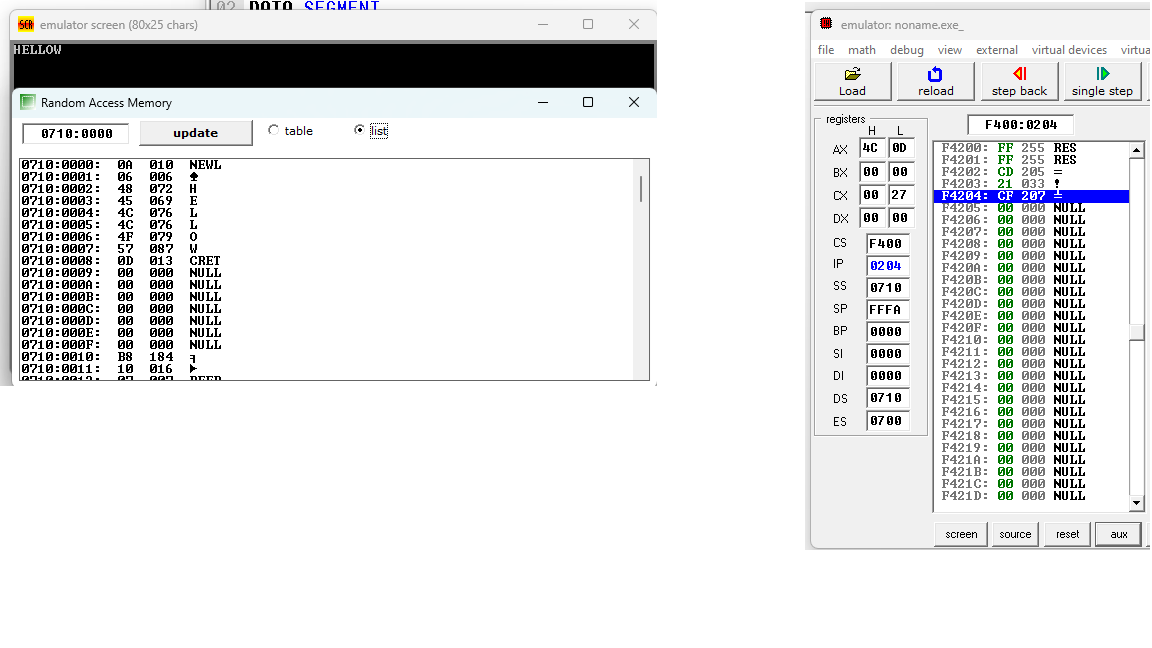 02 DATA SEGMENT
emulator screen (80x25 chars)
HELLOW
Random Access Memory
0710:0000 update table list
0710:0000: 0A 010 NEWL
0710:0001: 06 006 ♠
0710:0002: 48 072 H
0710:0003: 45 069 E
0710:0004: 4C 076 L
0710:0005: 4C 076 L
0710:0006: 4F 079 O
0710:0007: 57 087 W
0710:0008: 0D 013 CRET
0710:0009: 00 000 NULL
0710:000A: 00 000 NULL
0710:000B: 00 000 NULL
0710:000C: 00 000 NULL
0710:000D: 00 000 NULL
0710:000E: 00 000 NULL
0710:000F: 00 000 NULL
0710:0010: B8 184 ╕
0710:0011: 10 016 ►
0710:0012: 07 007 BEEP
emulator: noname.exe_
file math debug view external virtual devices virtua
Load reload step back single step
registers
H L
AX 4C 0D
BX 00 00
CX 00 27
DX 00 00
CS F400
IP 0204
SS 0710
SP FFFA
BP 0000
SI 0000
DI 0000
DS 0710
ES 0700
F400:0204
F4200: FF 255 RES
F4201: FF 255 RES
F4202: CD 205 ═
F4203: 21 033 !
F4204: CF 207 ╧
F4205: 00 000 NULL
F4206: 00 000 NULL
F4207: 00 000 NULL
F4208: 00 000 NULL
F4209: 00 000 NULL
F420A: 00 000 NULL
F420B: 00 000 NULL
F420C: 00 000 NULL
F420D: 00 000 NULL
F420E: 00 000 NULL
F420F: 00 000 NULL
F4210: 00 000 NULL
F4211: 00 000 NULL
F4212: 00 000 NULL
F4213: 00 000 NULL
F4214: 00 000 NULL
F4215: 00 000 NULL
F4216: 00 000 NULL
F4217: 00 000 NULL
F4218: 00 000 NULL
F4219: 00 000 NULL
F421A: 00 000 NULL
F421B: 00 000 NULL
F421C: 00 000 NULL
F421D: 00 000 NULL
screen source reset aux